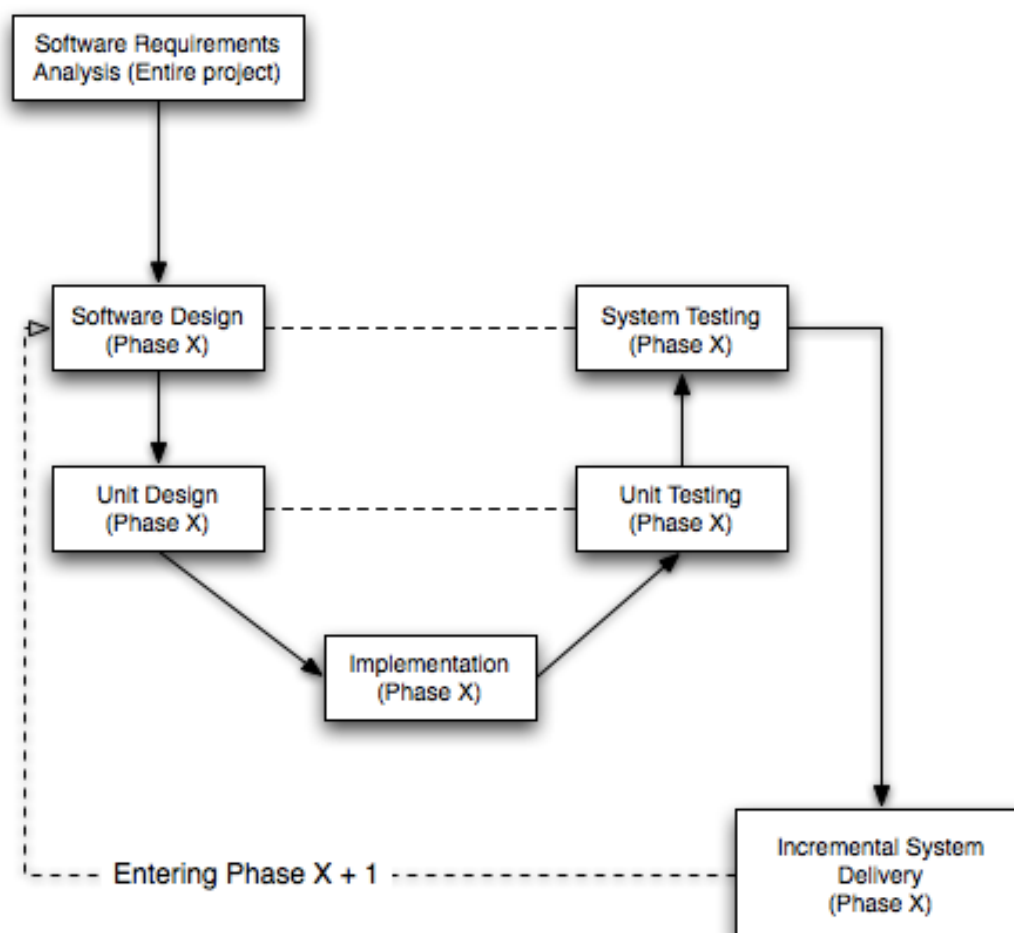 Software Requirements
Analysis (Entire project)
Software Design
(Phase X)
System Testing
(Phase X)
Unit Design
(Phase X)
Unit Testing
(Phase X)
Implementation
(Phase X)
Incremental System
Delivery
(Phase X)
Entering Phase X + 1